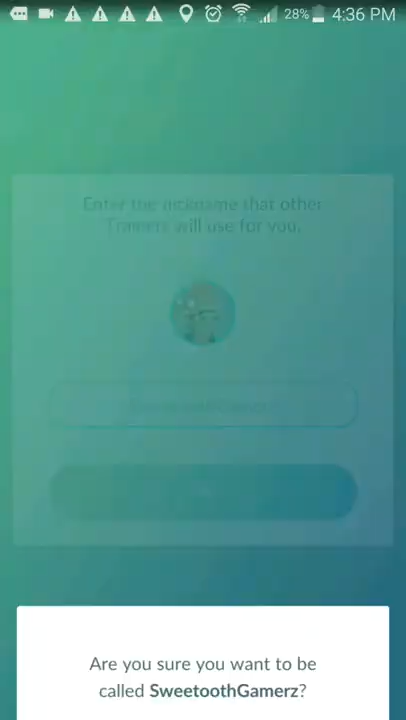 28% 4:36 PM
Enter the nickname that other
Trainers will use for you.
Are you sure you want to be
called SweetoothGamerz?